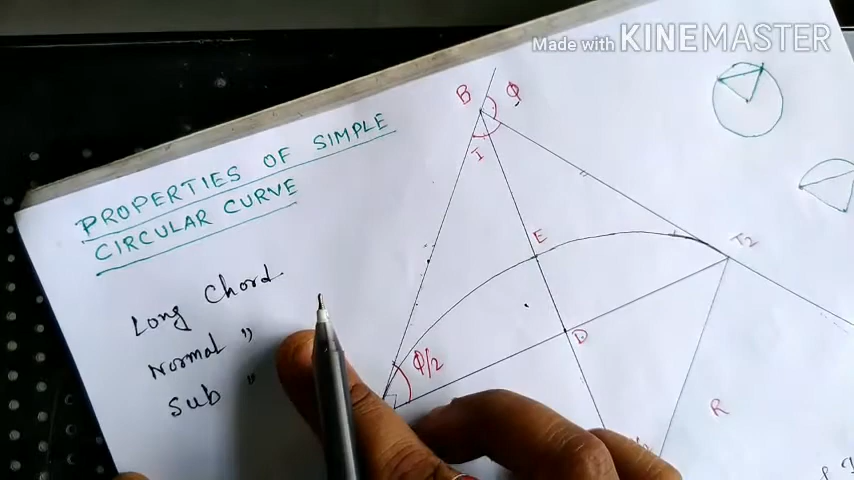 Made with KINEMASTER
PROPERTIES OF SIMPLE
CIRCULAR CURVE
Long Chord
Normal "
Sub "
B
Φ
I
E
T2
Φ/2
D
R